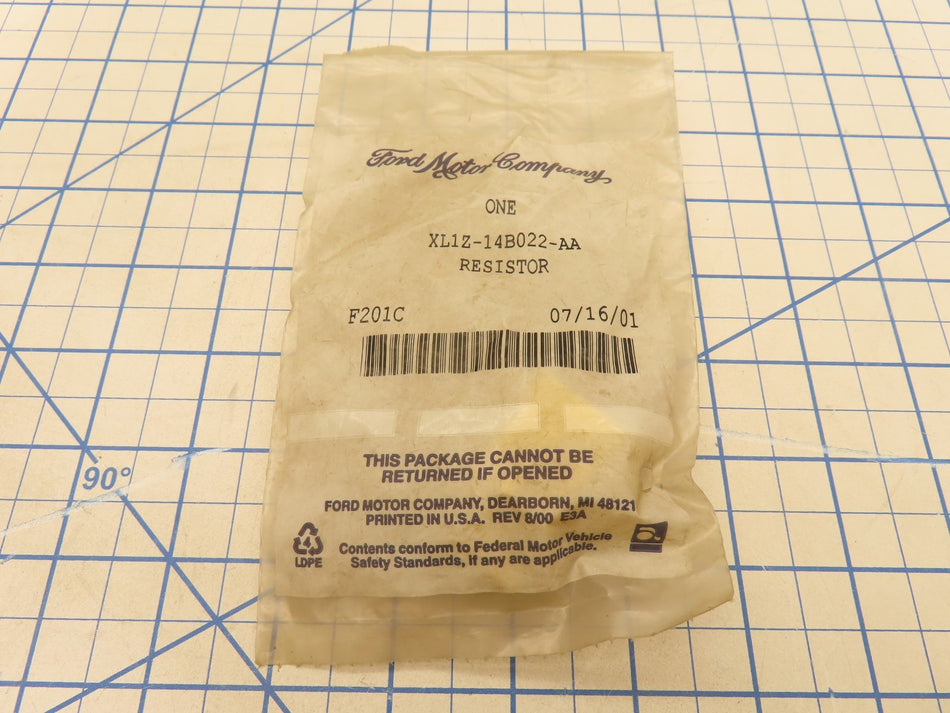 Ford Motor Company
ONE
XL1Z-14B022-AA
RESISTOR
F201C 07/16/01
THIS PACKAGE CANNOT BE
RETURNED IF OPENED
FORD MOTOR COMPANY, DEARBORN, MI 48121
PRINTED IN U.S.A. REV 8/00 E3A
4
LDPE
Contents conform to Federal Motor Vehicle
Safety Standards, if any are applicable.
90°